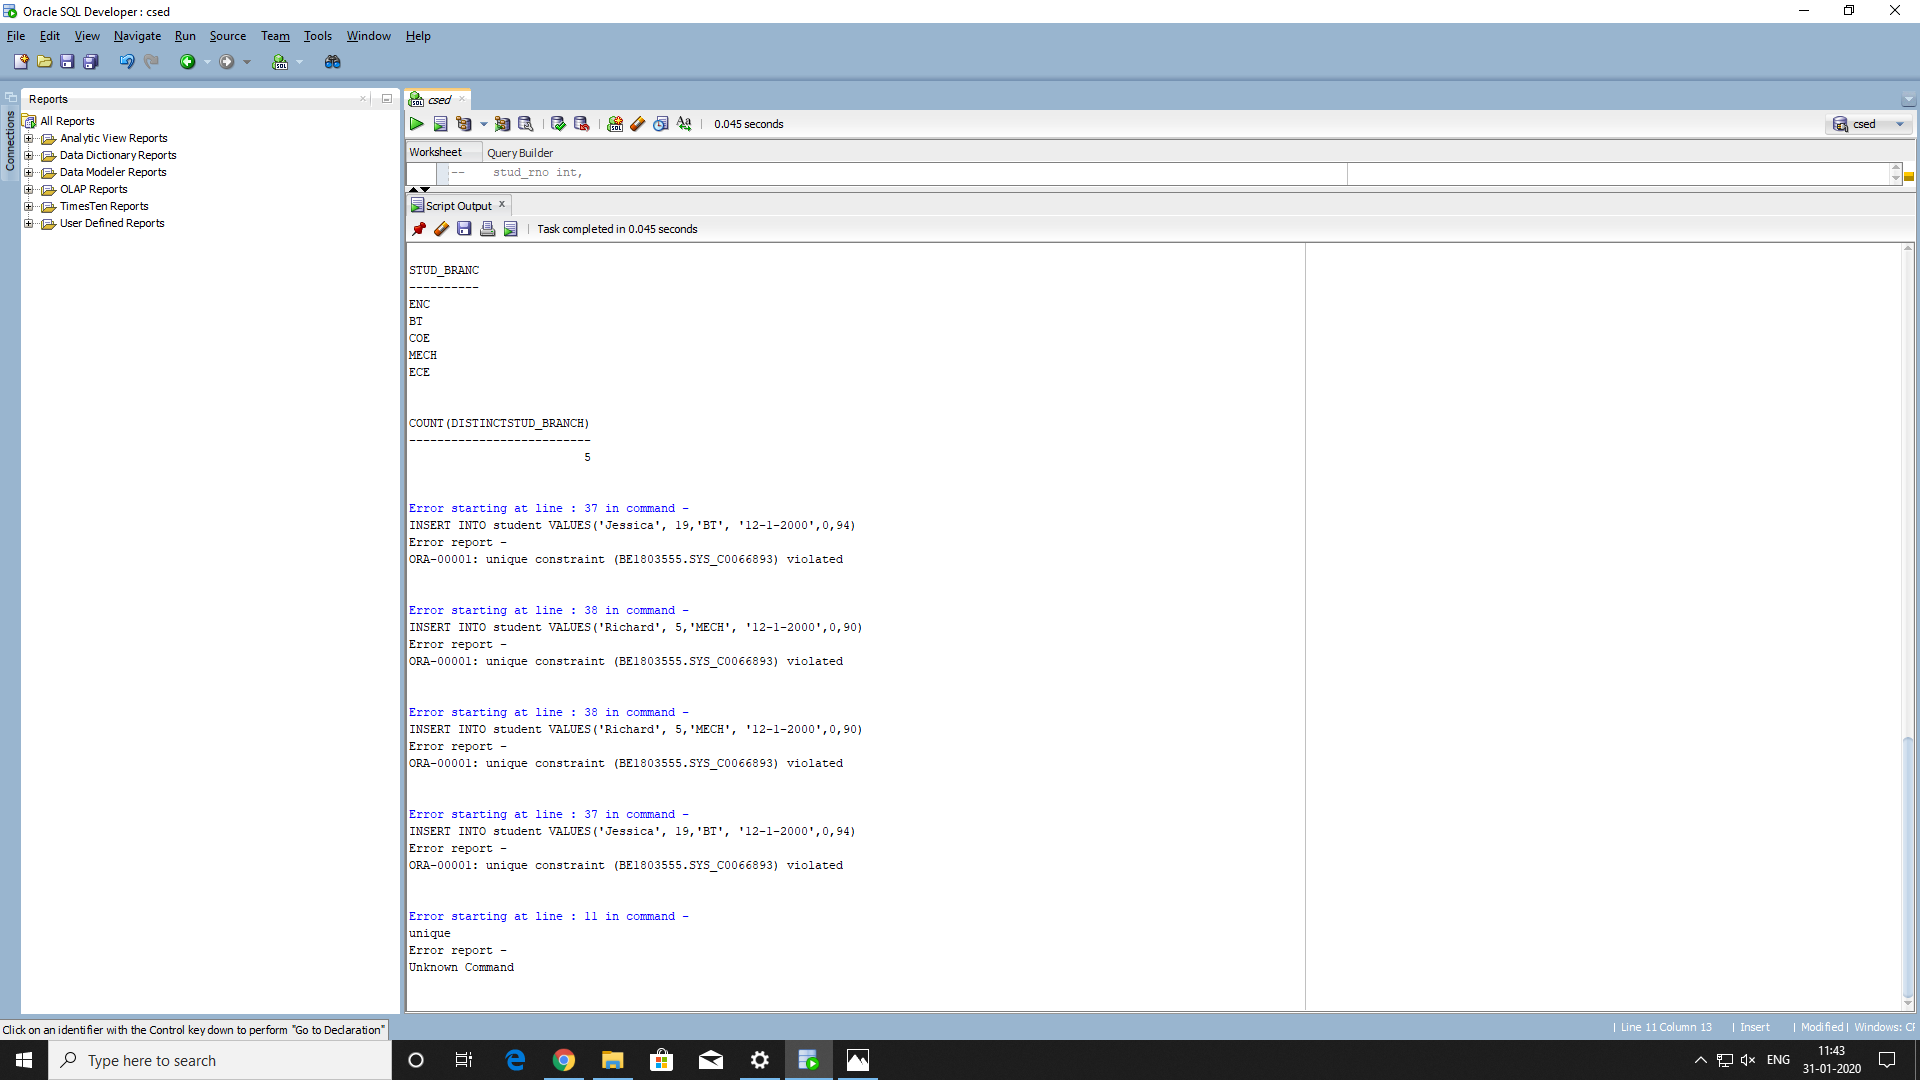 Oracle SQL Developer : csed
File Edit View Navigate Run Source Team Tools Window Help
Connections
Reports
All Reports
Analytic View Reports
Data Dictionary Reports
Data Modeler Reports
OLAP Reports
TimesTen Reports
User Defined Reports
csed
0.045 seconds
csed
Worksheet Query Builder
-- stud_rno int,
Script Output
Task completed in 0.045 seconds
STUD_BRANC
----------
ENC
BT
COE
MECH
ECE
COUNT(DISTINCTSTUD_BRANCH)
--------------------------
5
Error starting at line : 37 in command -
INSERT INTO student VALUES('Jessica', 19,'BT', '12-1-2000',0,94)
Error report -
ORA-00001: unique constraint (BE1803555.SYS_C0066893) violated
Error starting at line : 38 in command -
INSERT INTO student VALUES('Richard', 5,'MECH', '12-1-2000',0,90)
Error report -
ORA-00001: unique constraint (BE1803555.SYS_C0066893) violated
Error starting at line : 38 in command -
INSERT INTO student VALUES('Richard', 5,'MECH', '12-1-2000',0,90)
Error report -
ORA-00001: unique constraint (BE1803555.SYS_C0066893) violated
Error starting at line : 37 in command -
INSERT INTO student VALUES('Jessica', 19,'BT', '12-1-2000',0,94)
Error report -
ORA-00001: unique constraint (BE1803555.SYS_C0066893) violated
Error starting at line : 11 in command -
unique
Error report -
Unknown Command
Click on an identifier with the Control key down to perform "Go to Declaration"
| Line 11 Column 13 | Insert | Modified | Windows: CF
Type here to search
ENG
11:43
31-01-2020